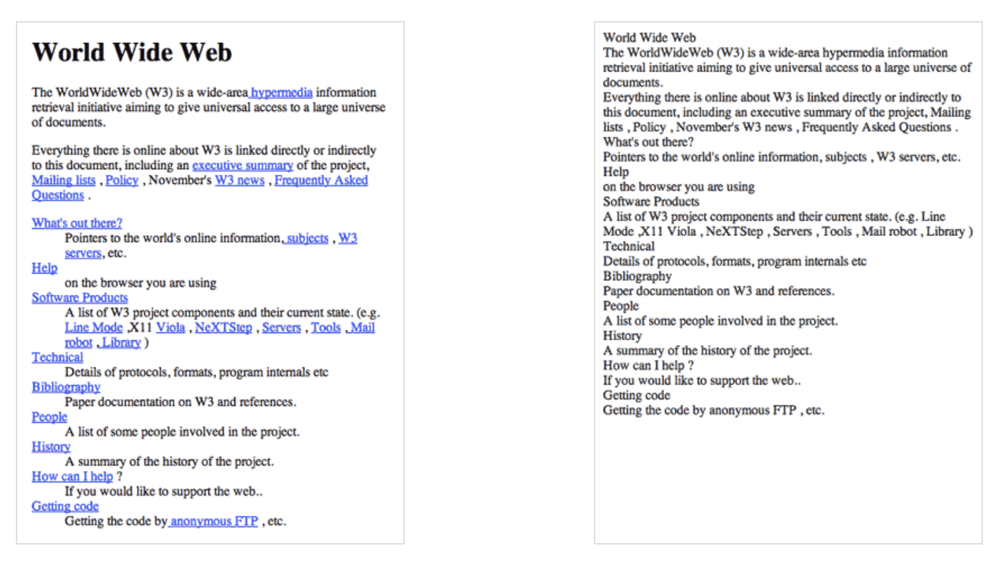 World Wide Web
The WorldWideWeb (W3) is a wide-area hypermedia information
retrieval initiative aiming to give universal access to a large universe
of documents.
Everything there is online about W3 is linked directly or indirectly
to this document, including an executive summary of the project,
Mailing lists , Policy , November's W3 news , Frequently Asked
Questions .
What's out there?
Pointers to the world's online information, subjects , W3
servers, etc.
Help
on the browser you are using
Software Products
A list of W3 project components and their current state. (e.g.
Line Mode ,X11 Viola , NeXTStep , Servers , Tools , Mail
robot , Library )
Technical
Details of protocols, formats, program internals etc
Bibliography
Paper documentation on W3 and references.
People
A list of some people involved in the project.
History
A summary of the history of the project.
How can I help ?
If you would like to support the web..
Getting code
Getting the code by anonymous FTP , etc.
World Wide Web
The WorldWideWeb (W3) is a wide-area hypermedia information
retrieval initiative aiming to give universal access to a large universe of
documents.
Everything there is online about W3 is linked directly or indirectly to
this document, including an executive summary of the project, Mailing
lists , Policy , November's W3 news , Frequently Asked Questions .
What's out there?
Pointers to the world's online information, subjects , W3 servers, etc.
Help
on the browser you are using
Software Products
A list of W3 project components and their current state. (e.g. Line
Mode ,X11 Viola , NeXTStep , Servers , Tools , Mail robot , Library )
Technical
Details of protocols, formats, program internals etc
Bibliography
Paper documentation on W3 and references.
People
A list of some people involved in the project.
History
A summary of the history of the project.
How can I help ?
If you would like to support the web..
Getting code
Getting the code by anonymous FTP , etc.